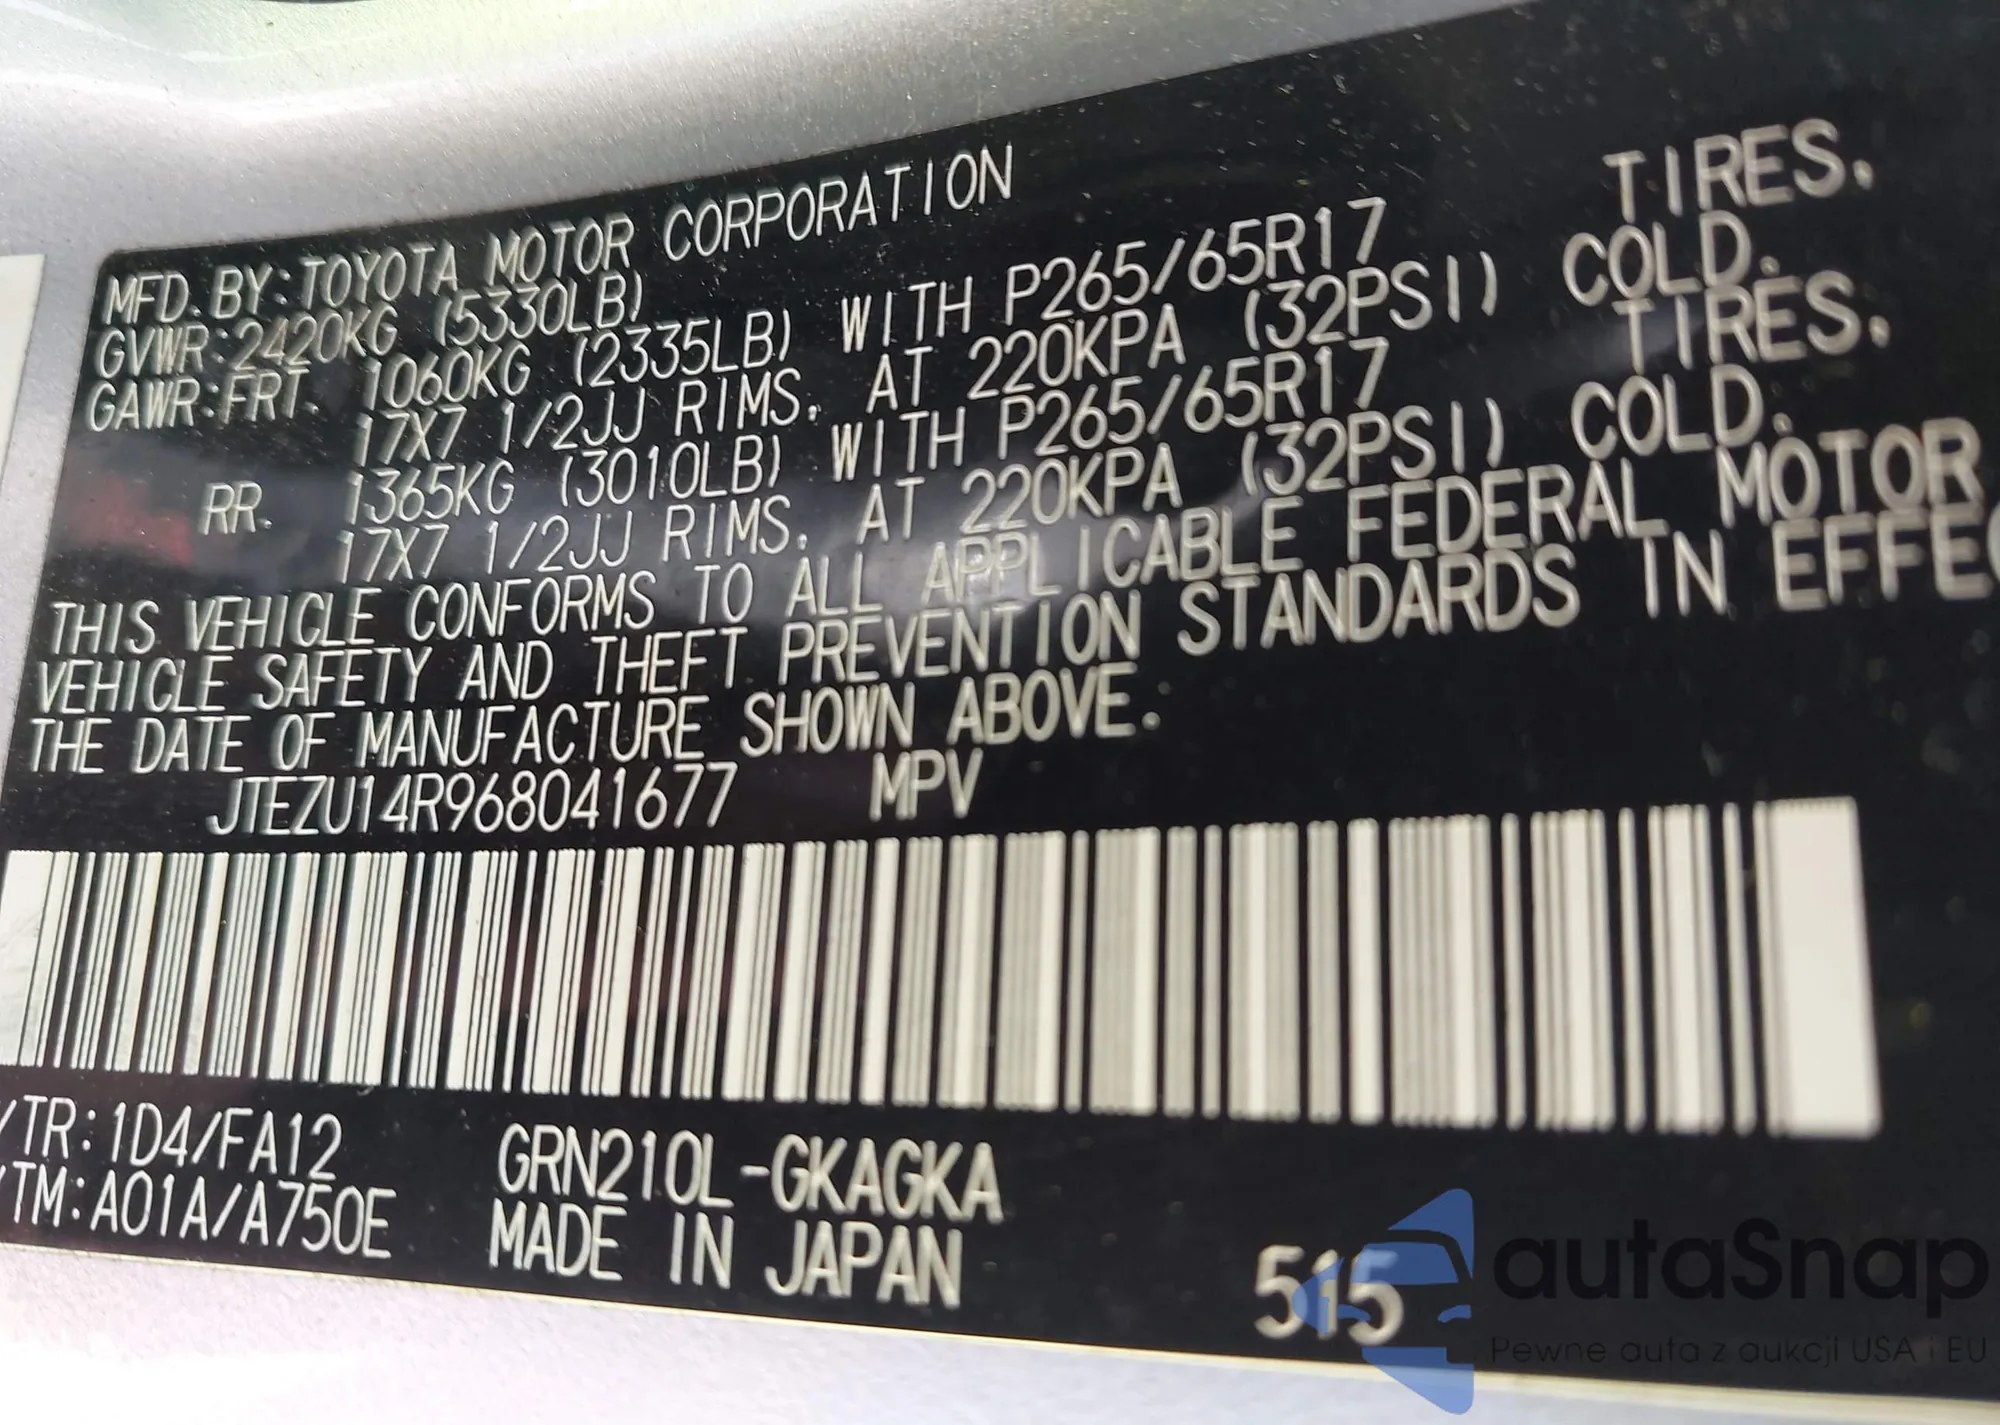 MFD. BY: TOYOTA MOTOR CORPORATION
GVWR: 2420KG (5330LB)
GAWR: FRT. 1060KG (2335LB) WITH P265/65R17 TIRES,
17X7 1/2JJ RIMS, AT 220KPA (32PSI) COLD.
RR. 1365KG (3010LB) WITH P265/65R17 TIRES,
17X7 1/2JJ RIMS, AT 220KPA (32PSI) COLD.
THIS VEHICLE CONFORMS TO ALL APPLICABLE FEDERAL MOTOR
VEHICLE SAFETY AND THEFT PREVENTION STANDARDS IN EFFEC
THE DATE OF MANUFACTURE SHOWN ABOVE.
JTEZU14R968041677 MPV
/TR: 1D4/FA12 GRN210L-GKAGKA
/TM: A01A/A750E MADE IN JAPAN
515
autaSnap
Pewne auta z aukcji USA i EU